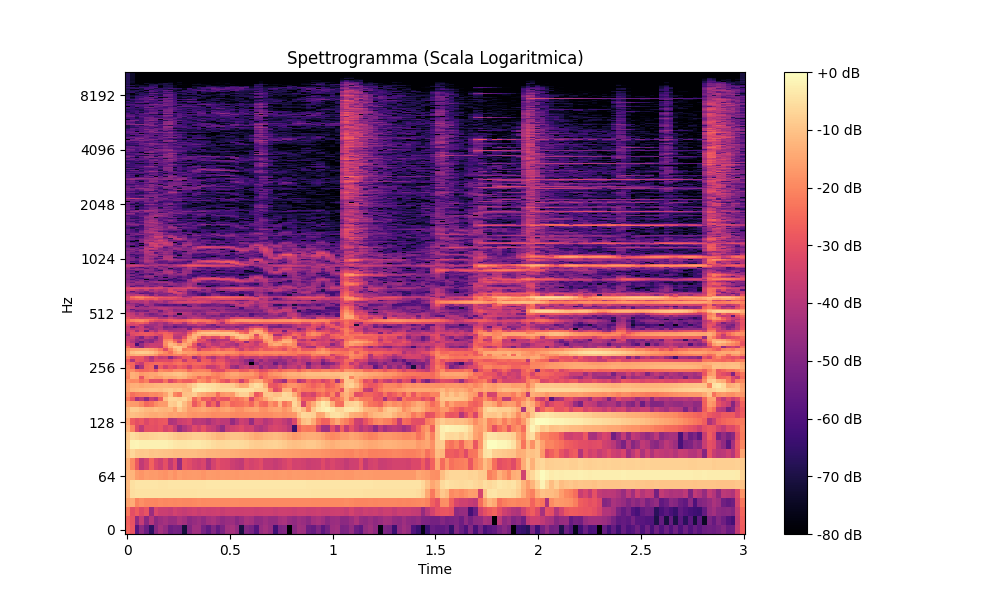 Spettrogramma (Scala Logaritmica)
Hz
8192
4096
2048
1024
512
256
128
64
0
0
0.5
1
1.5
2
2.5
3
Time
+0 dB
-10 dB
-20 dB
-30 dB
-40 dB
-50 dB
-60 dB
-70 dB
-80 dB